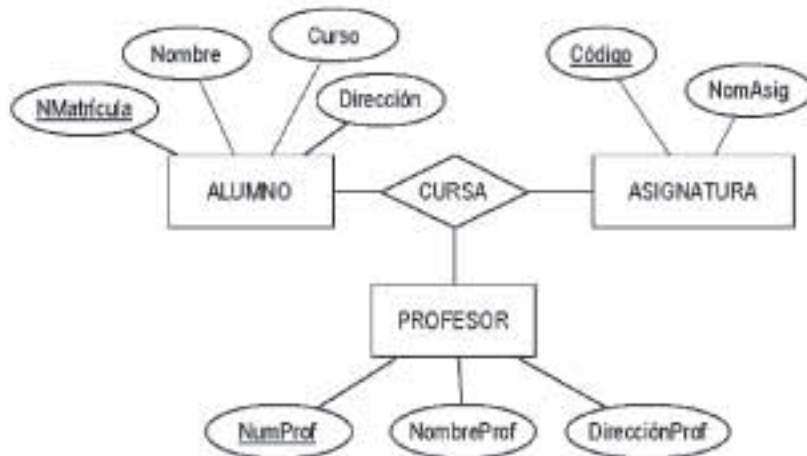 Curso
Nombre
Código
NMatrícula
Dirección
NomAsig
ALUMNO
CURSA
ASIGNATURA
PROFESOR
NumProf
NombreProf
DirecciónProf